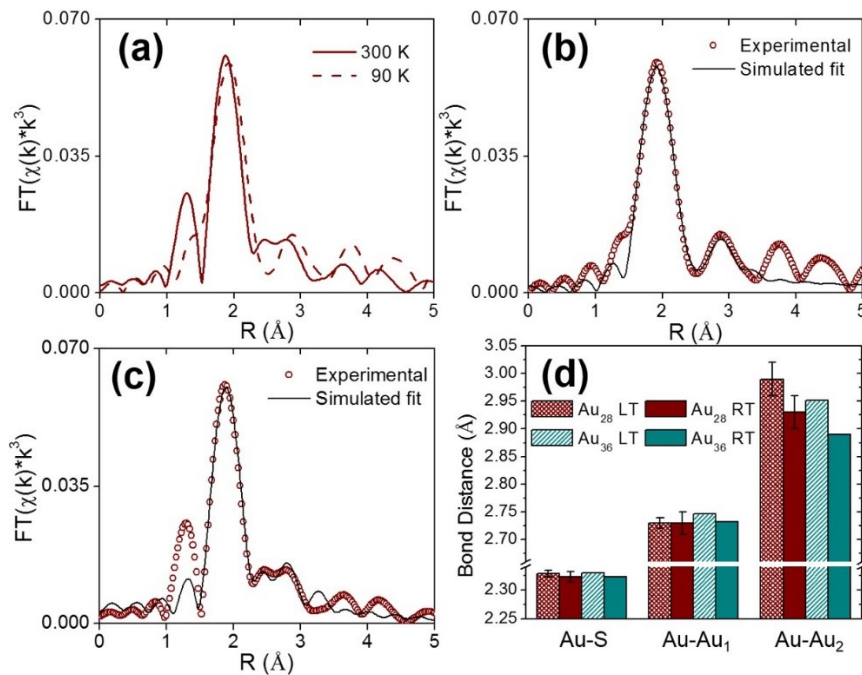 (a)
300 K
90 K
0.070
0.035
0.000
FT(χ(k)*k³)
0 1 2 3 4 5
R (Å)
(b)
Experimental
Simulated fit
0.070
0.035
0.000
FT(χ(k)*k³)
0 1 2 3 4 5
R (Å)
(c)
Experimental
Simulated fit
0.070
0.035
0.000
FT(χ(k)*k³)
0 1 2 3 4 5
R (Å)
(d)
Au₂₈ LT Au₂₈ RT
Au₃₆ LT Au₃₆ RT
3.05
3.00
2.95
2.90
2.85
2.80
2.75
2.70
2.30
2.25
Bond Distance (Å)
Au-S Au-Au₁ Au-Au₂